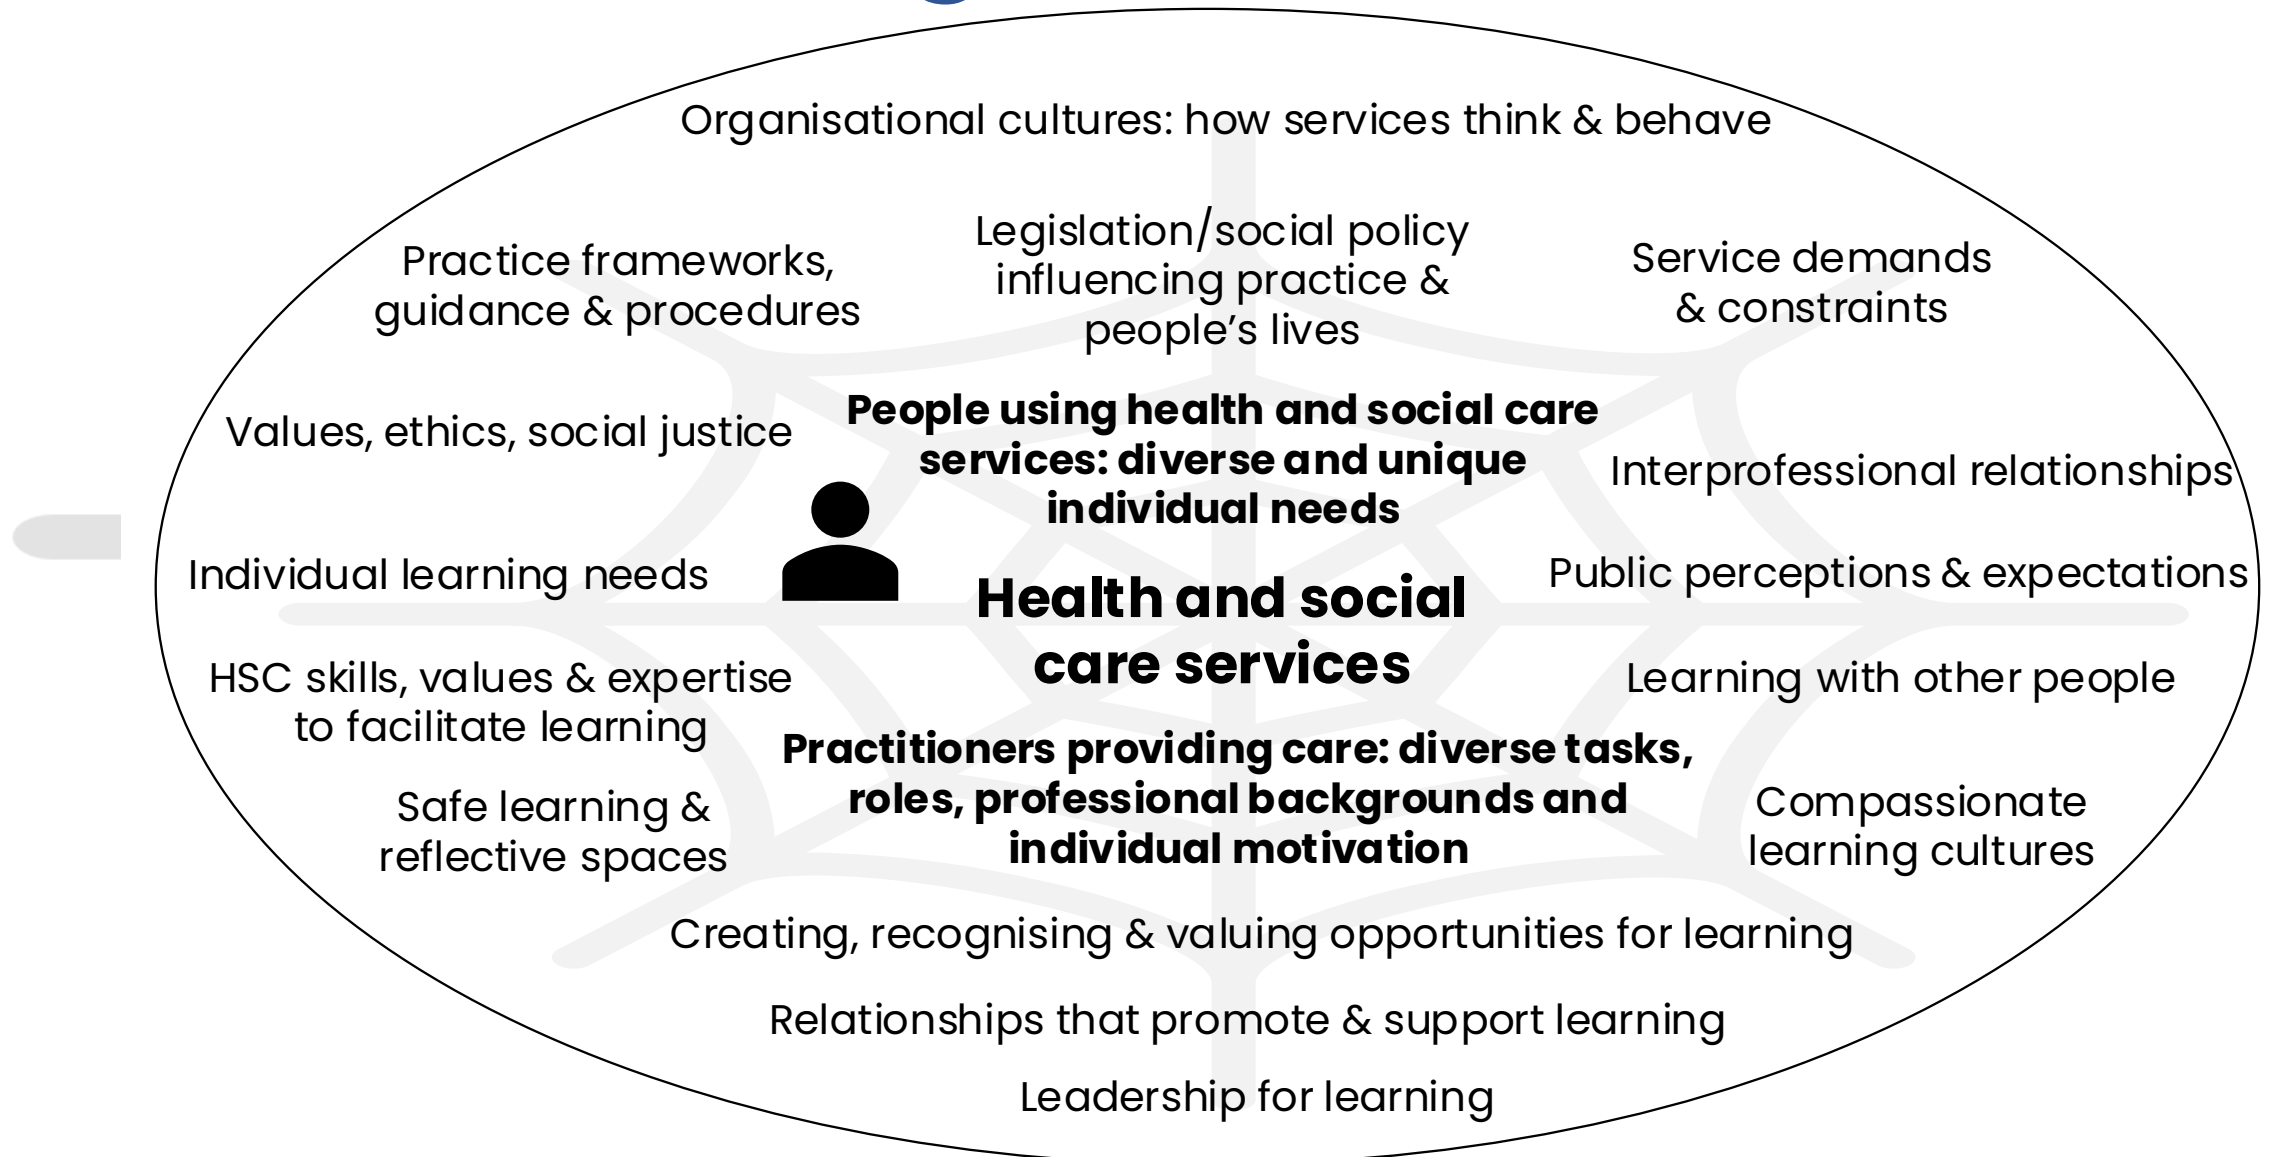 Organisational cultures: how services think & behave
Practice frameworks,
guidance & procedures
Legislation/social policy
influencing practice &
people’s lives
Service demands
& constraints
Values, ethics, social justice
People using health and social care
services: diverse and unique
individual needs
Interprofessional relationships
Individual learning needs
Health and social
care services
Public perceptions & expectations
HSC skills, values & expertise
to facilitate learning
Learning with other people
Practitioners providing care: diverse tasks,
roles, professional backgrounds and
individual motivation
Safe learning &
reflective spaces
Compassionate
learning cultures
Creating, recognising & valuing opportunities for learning
Relationships that promote & support learning
Leadership for learning